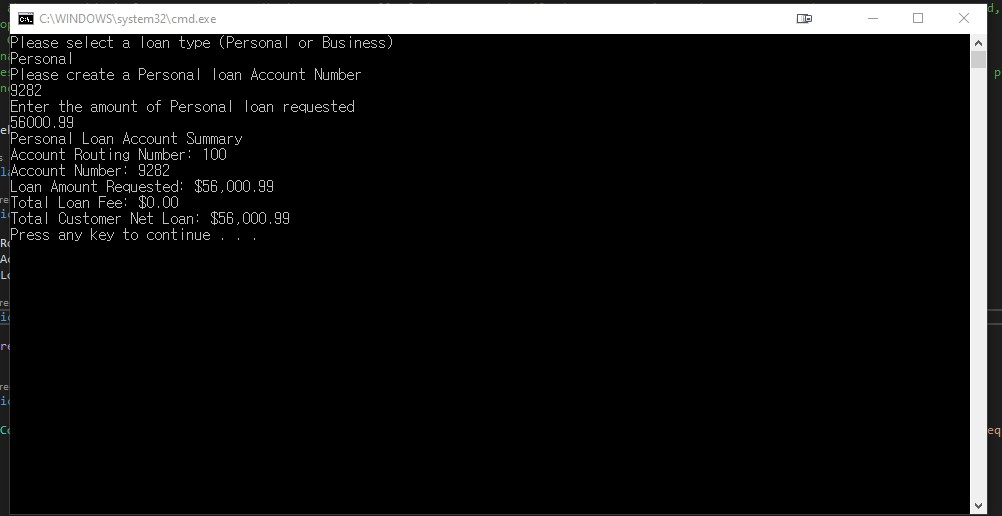 C:\WINDOWS\system32\cmd.exe
Please select a loan type (Personal or Business)
Personal
Please create a Personal loan Account Number
9282
Enter the amount of Personal loan requested
56000.99
Personal Loan Account Summary
Account Routing Number: 100
Account Number: 9282
Loan Amount Requested: $56,000.99
Total Loan Fee: $0.00
Total Customer Net Loan: $56,000.99
Press any key to continue . . .